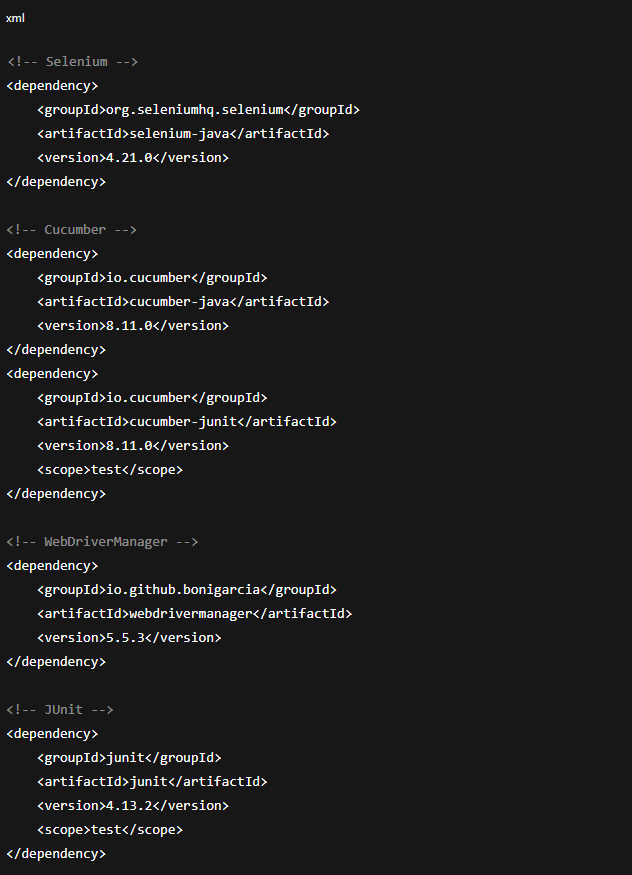 xml
<!-- Selenium -->
<dependency>
    <groupId>org.seleniumhq.selenium</groupId>
    <artifactId>selenium-java</artifactId>
    <version>4.21.0</version>
</dependency>

<!-- Cucumber -->
<dependency>
    <groupId>io.cucumber</groupId>
    <artifactId>cucumber-java</artifactId>
    <version>8.11.0</version>
</dependency>
<dependency>
    <groupId>io.cucumber</groupId>
    <artifactId>cucumber-junit</artifactId>
    <version>8.11.0</version>
    <scope>test</scope>
</dependency>

<!-- WebDriverManager -->
<dependency>
    <groupId>io.github.bonigarcia</groupId>
    <artifactId>webdrivermanager</artifactId>
    <version>5.5.3</version>
</dependency>

<!-- JUnit -->
<dependency>
    <groupId>junit</groupId>
    <artifactId>junit</artifactId>
    <version>4.13.2</version>
    <scope>test</scope>
</dependency>